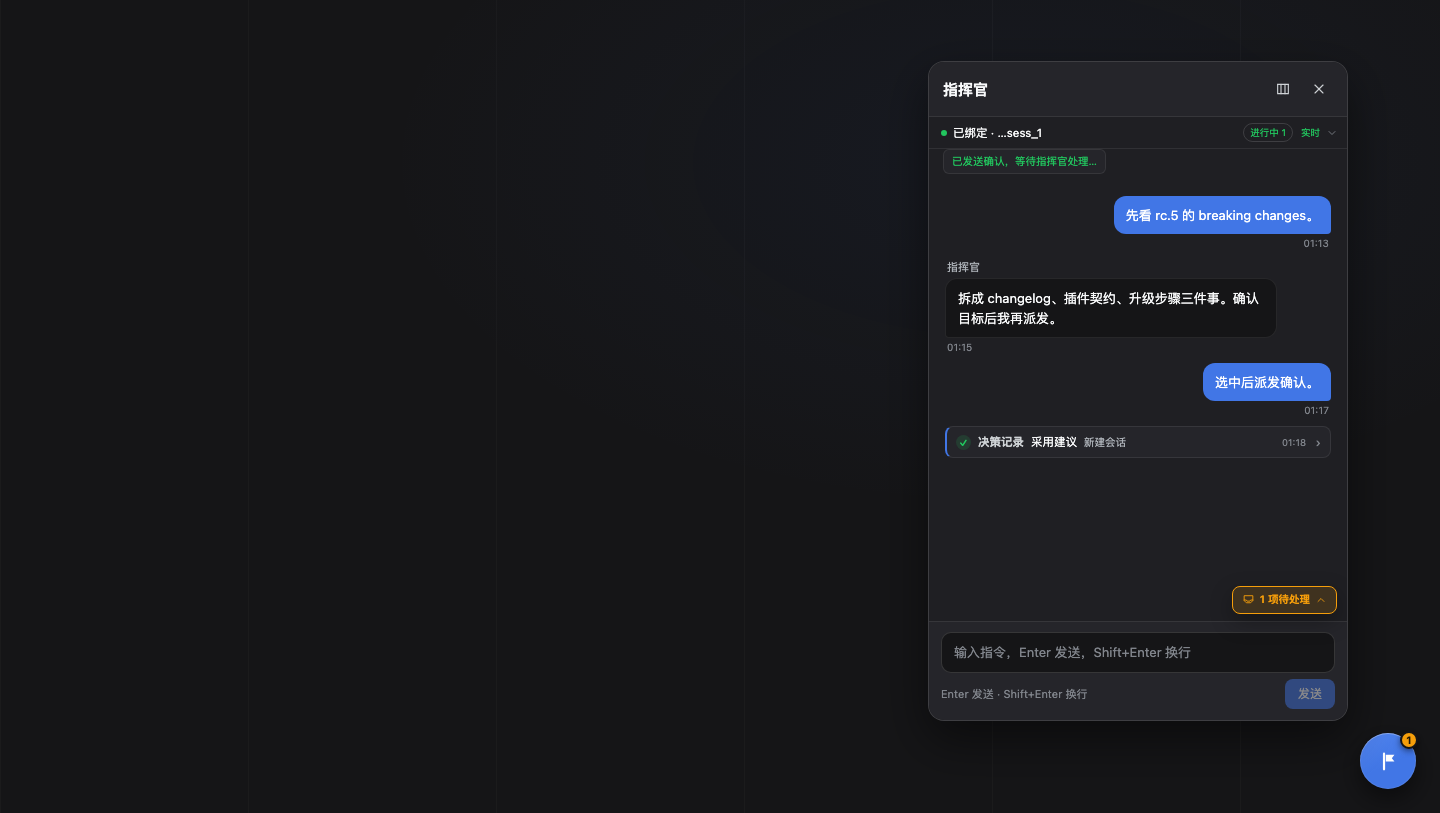 指挥官
已绑定 · …sess_1
进行中 1
实时
已发送确认，等待指挥官处理…
先看 rc.5 的 breaking changes。
01:13
指挥官
拆成 changelog、插件契约、升级步骤三件事。确认
目标后我再派发。
01:15
选中后派发确认。
01:17
决策记录 采用建议 新建会话 01:18
1 项待处理
输入指令，Enter 发送，Shift+Enter 换行
Enter 发送 · Shift+Enter 换行
发送
1